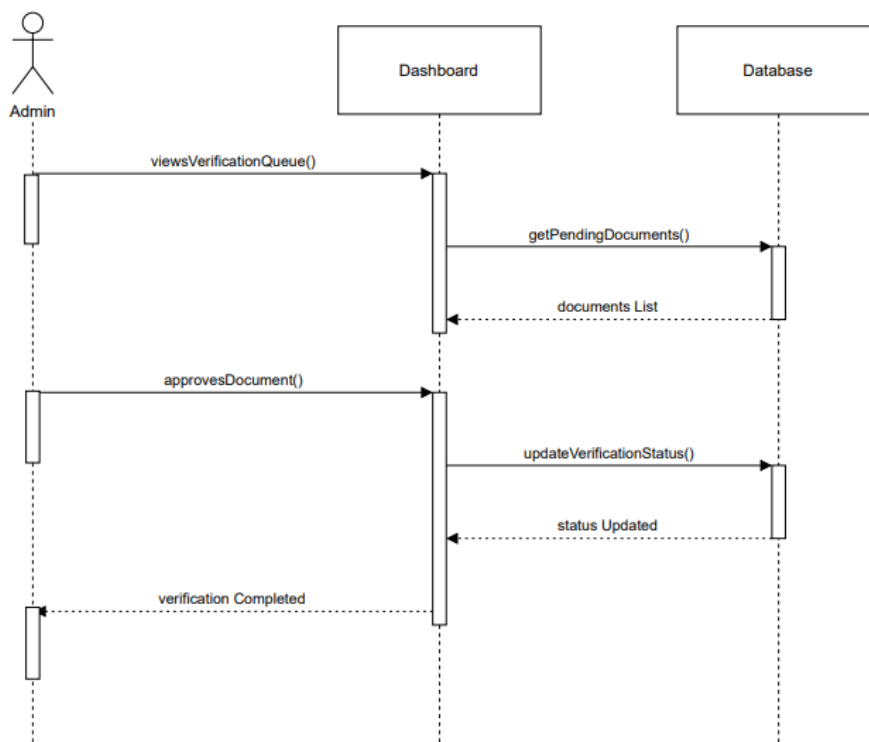 Dashboard
Database
Admin
viewsVerificationQueue()
getPendingDocuments()
documents List
approvesDocument()
updateVerificationStatus()
status Updated
verification Completed